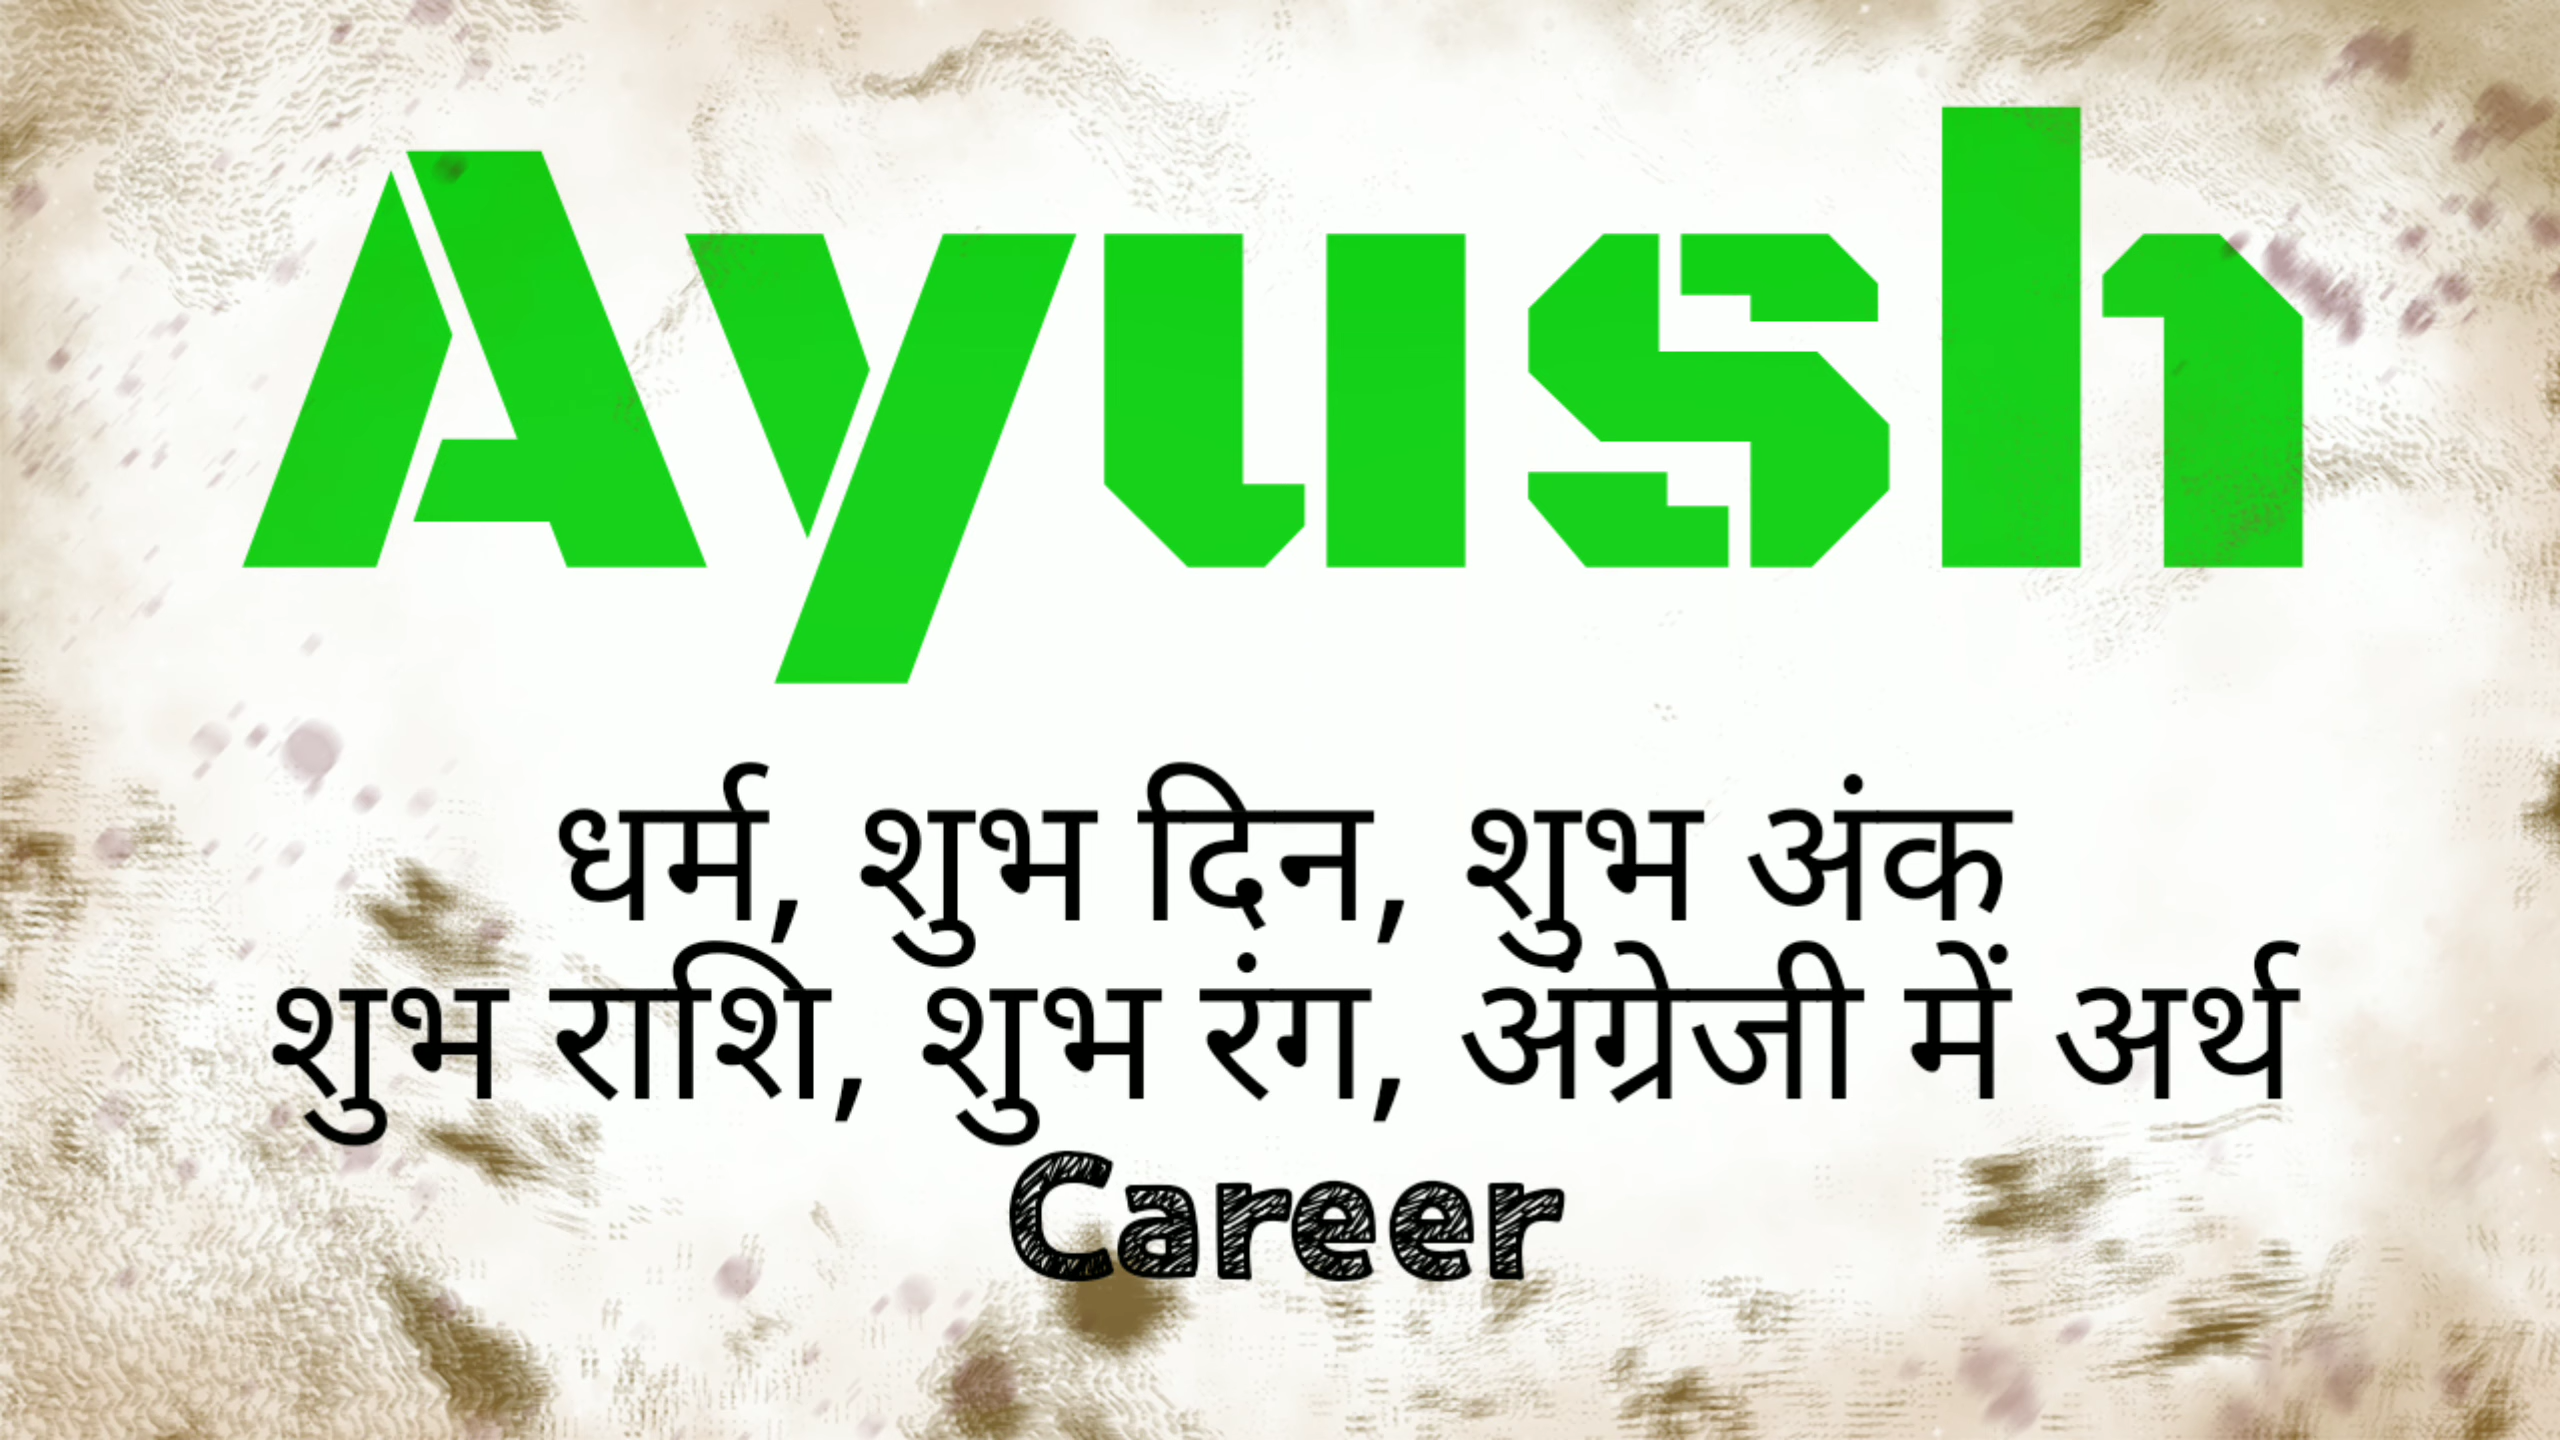 Ayush
धर्म, शुभ दिन, शुभ अंक
शुभ राशि, शुभ रंग, अंग्रेजी में अर्थ
Career